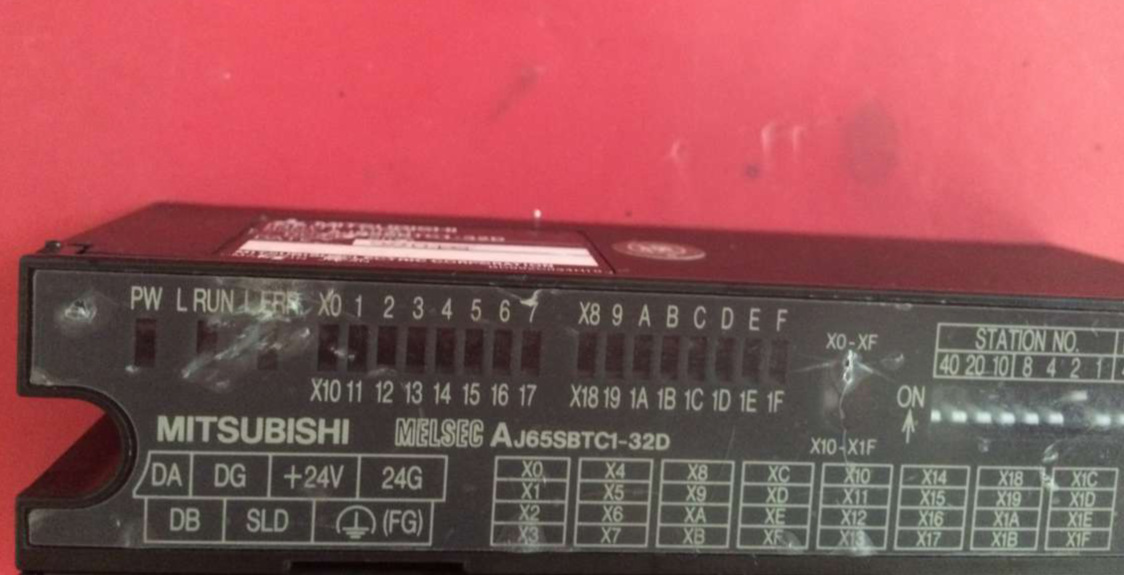 MITSUBISHI
PW L RUN L ERR. X0 1 2 3 4 5 6 7 X8 9 A B C D E F
X0-XF
STATION NO.
40 20 10 8 4 2 1
X10 11 12 13 14 15 16 17 X18 19 1A 1B 1C 1D 1E 1F
ON
MITSUBISHI MELSEC AJ65SBTC1-32D
X10-X1F
DA DG +24V 24G
DB SLD (FG)
X0 X4 X8 XC X10 X14 X18 X1C
X1 X5 X9 XD X11 X15 X19 X1D
X2 X6 XA XE X12 X16 X1A X1E
X3 X7 XB XF X13 X17 X1B X1F